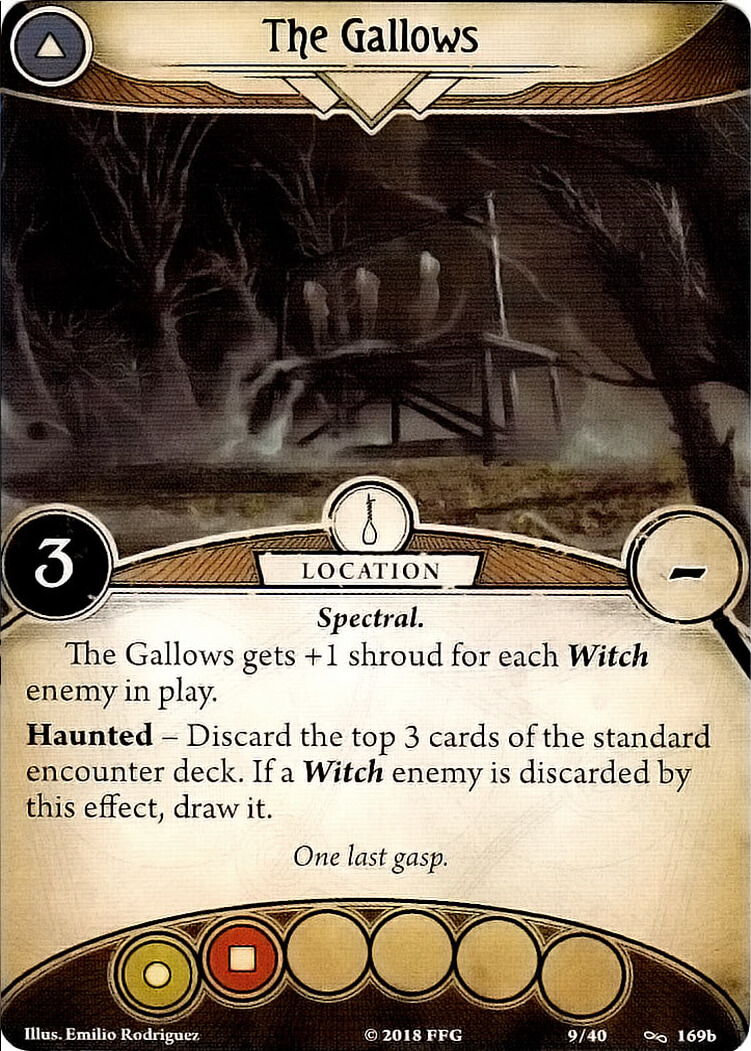 The Gallows
3
-
LOCATION
Spectral.
The Gallows gets +1 shroud for each Witch
enemy in play.
Haunted – Discard the top 3 cards of the standard
encounter deck. If a Witch enemy is discarded by
this effect, draw it.
One last gasp.
Illus. Emilio Rodriguez © 2018 FFG 9/40 169b